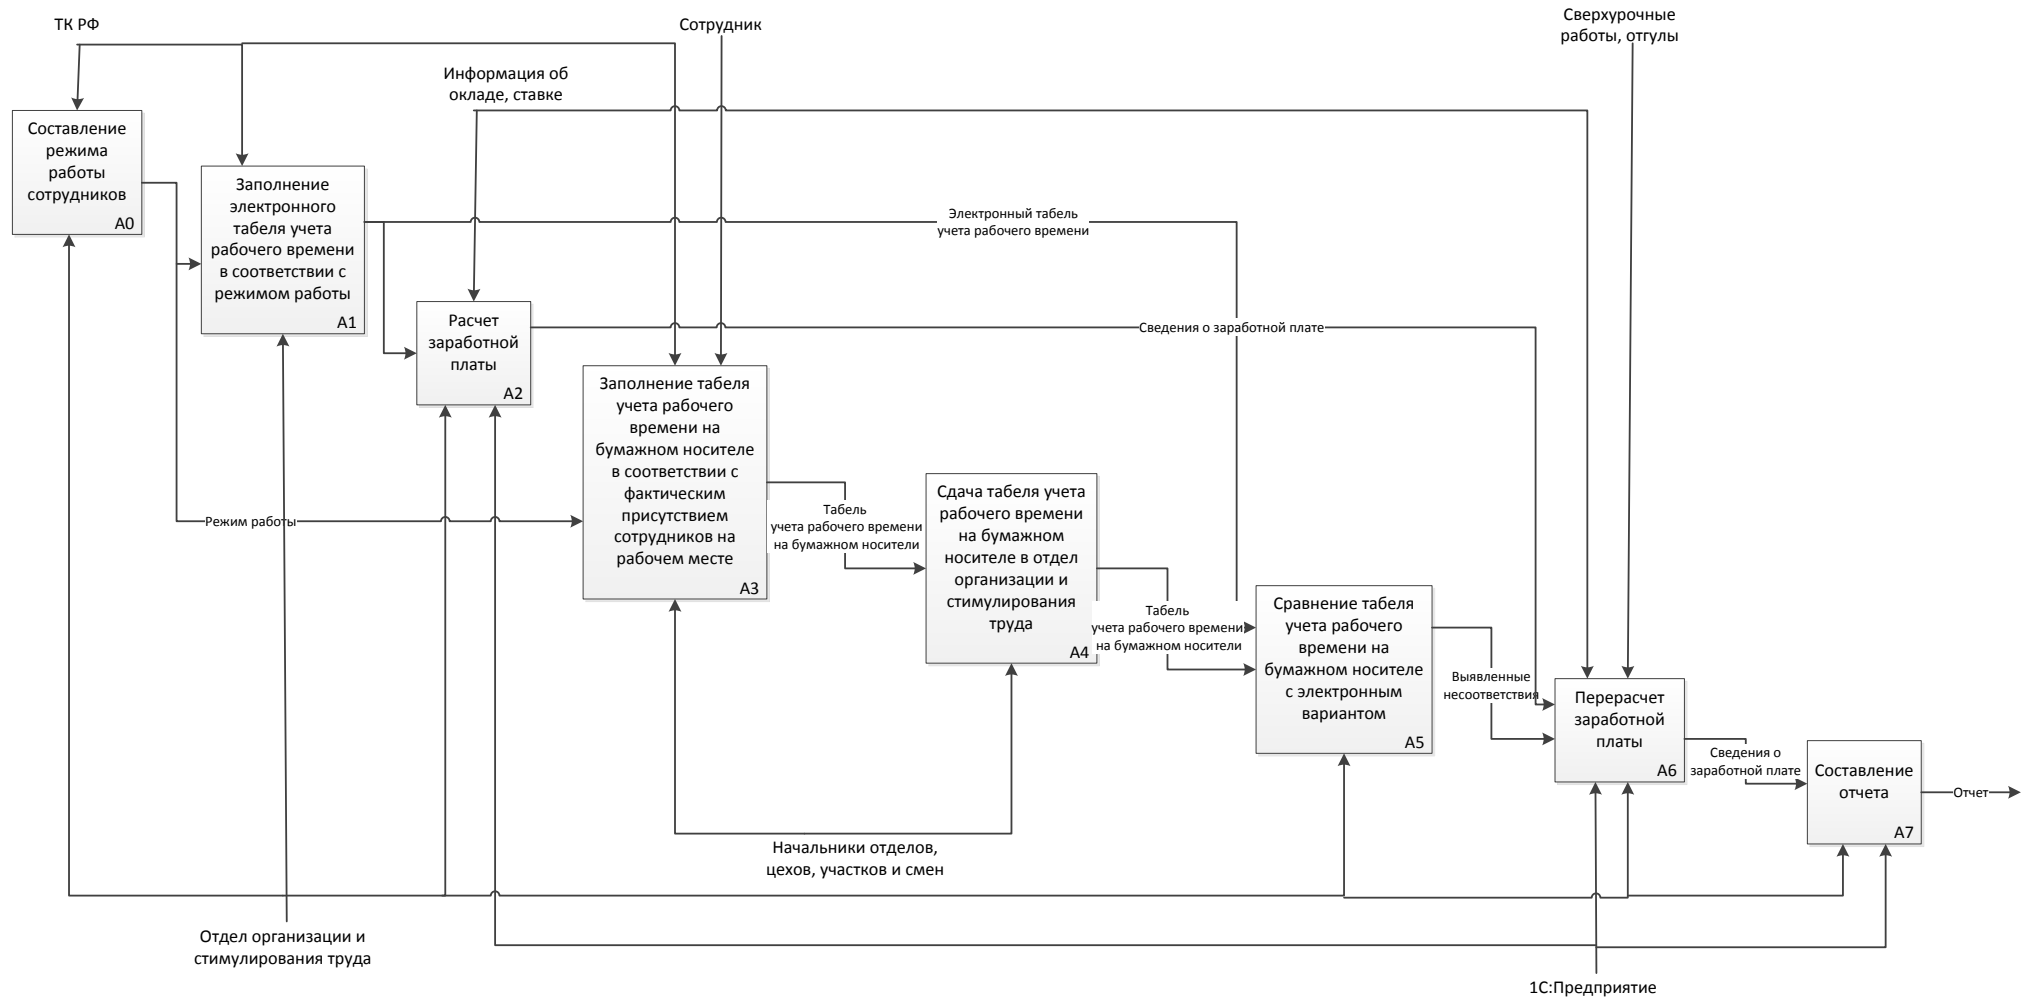 ТК РФ
Сотрудник
Сверхурочные
работы, отгулы
Информация об
окладе, ставке
Составление
режима
работы
сотрудников
A0
Заполнение
электронного
табеля учета
рабочего времени
в соответствии с
режимом работы
A1
Электронный табель
учета рабочего времени
Расчет
заработной
платы
A2
Сведения о заработной плате
Заполнение табеля
учета рабочего
времени на
бумажном носителе
в соответствии с
фактическим
присутствием
сотрудников на
рабочем месте
A3
Режим работы
Табель
учета рабочего времени
на бумажном носители
Сдача табеля учета
рабочего времени
на бумажном
носителе в отдел
организации и
стимулирования
труда
A4
Табель
учета рабочего времени
на бумажном носители
Сравнение табеля
учета рабочего
времени на
бумажном носителе
с электронным
вариантом
A5
Выявленные
несоответствия
Перерасчет
заработной
платы
A6
Сведения о
заработной плате
Составление
отчета
A7
Отчет
Начальники отделов,
цехов, участков и смен
Отдел организации и
стимулирования труда
1С:Предприятие